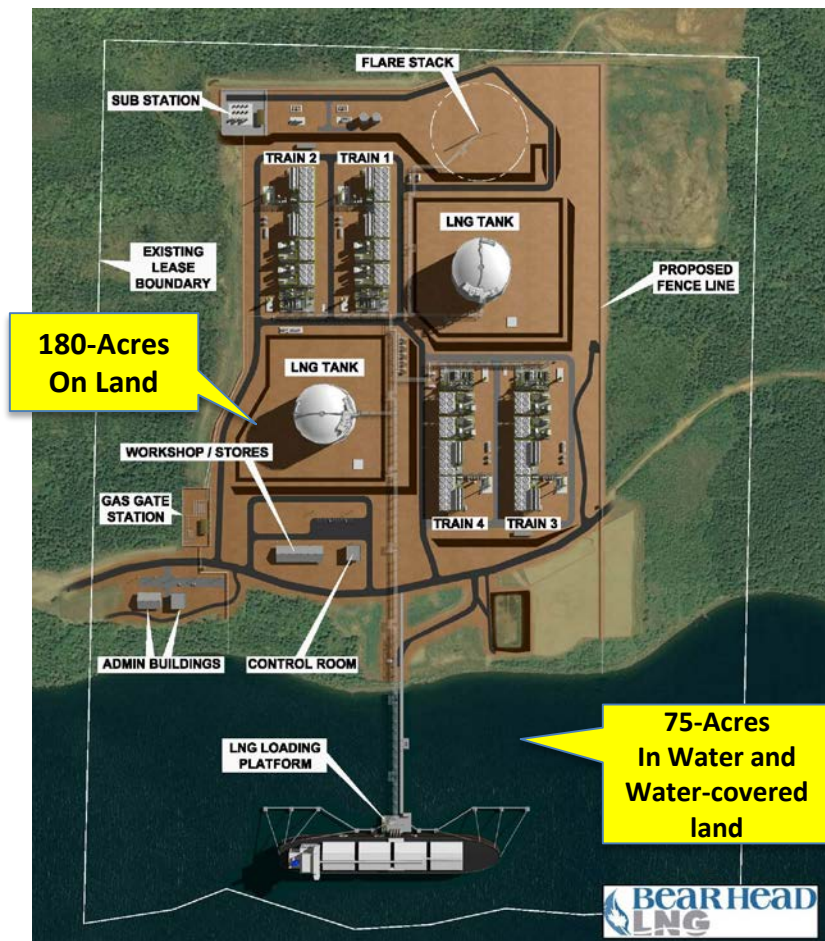 FLARE STACK
SUB STATION
TRAIN 2
TRAIN 1
LNG TANK
EXISTING
LEASE
BOUNDARY
PROPOSED
FENCE LINE
180-Acres
On Land
LNG TANK
WORKSHOP / STORES
GAS GATE
STATION
TRAIN 4
TRAIN 3
ADMIN BUILDINGS
CONTROL ROOM
75-Acres
In Water and
Water-covered
land
LNG LOADING
PLATFORM
BEAR HEAD
LNG